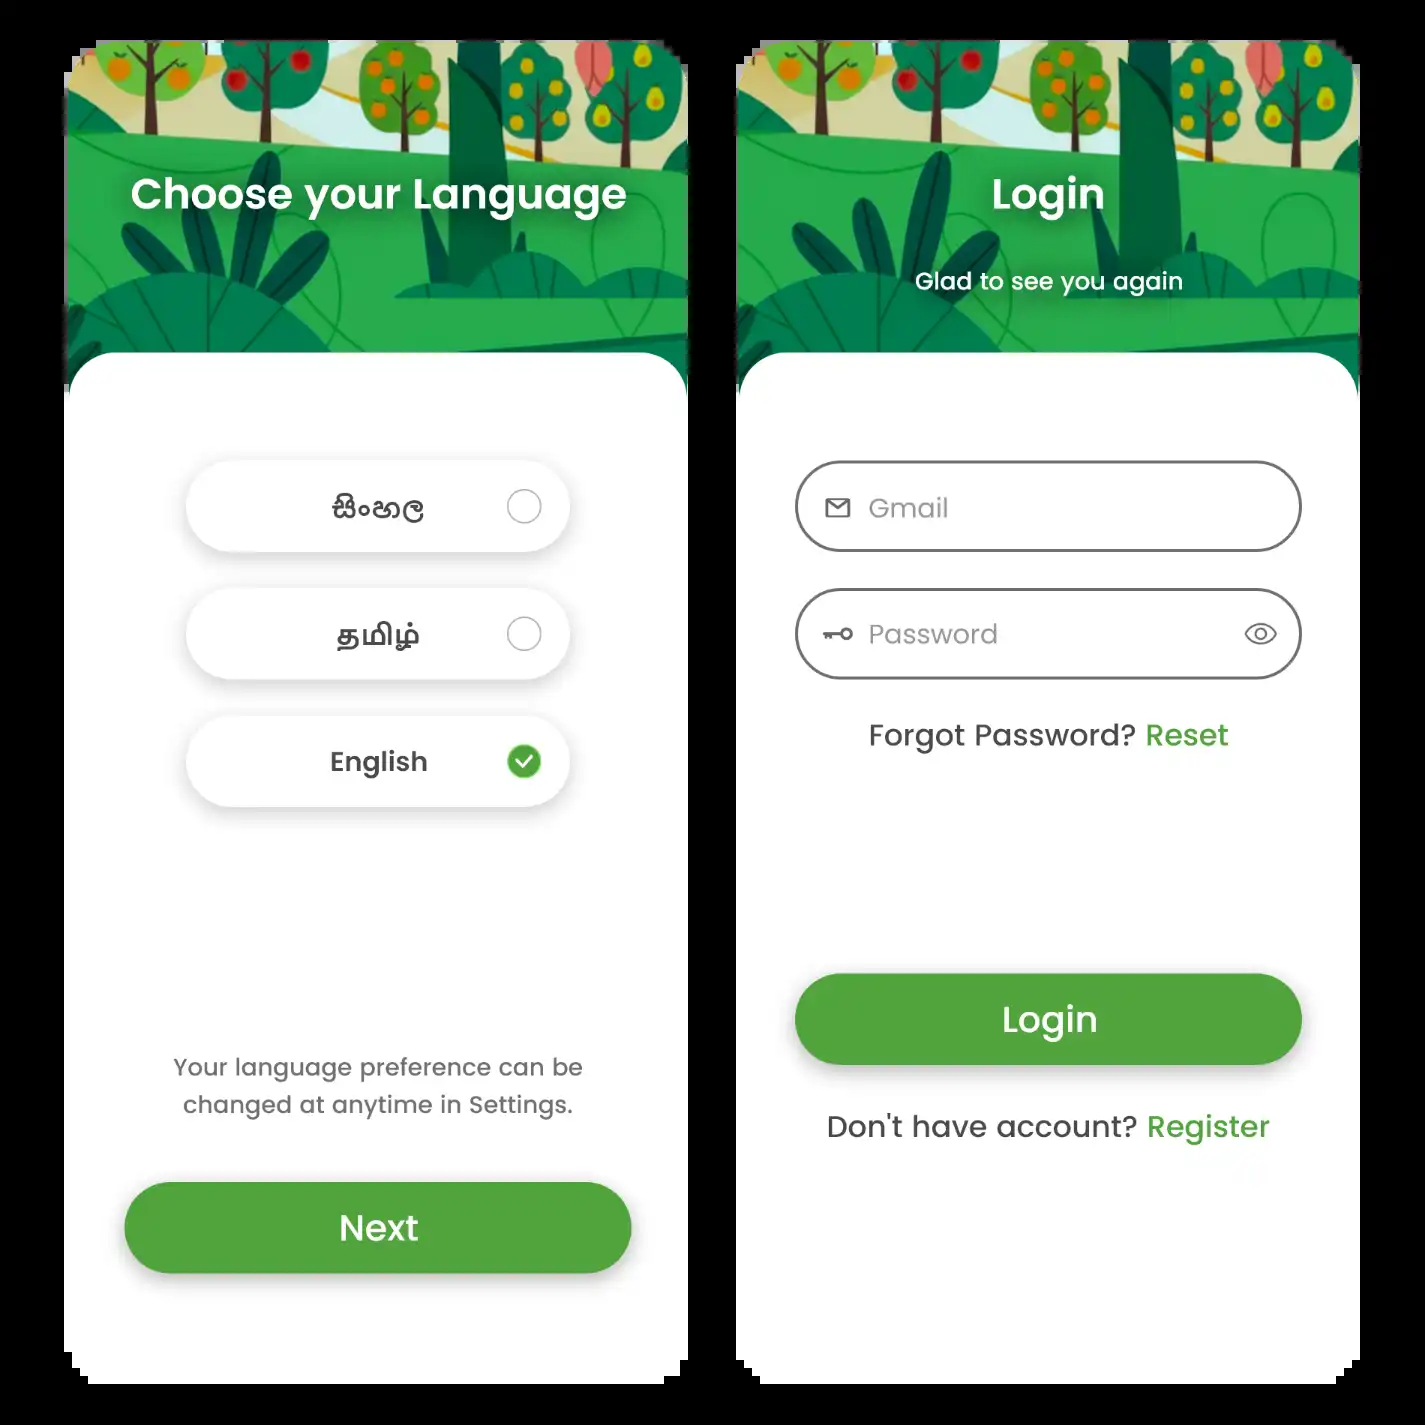 Choose your Language
සිංහල
தமிழ்
English
Your language preference can be
changed at anytime in Settings.
Next
Login
Glad to see you again
Gmail
Password
Forgot Password? Reset
Login
Don't have account? Register